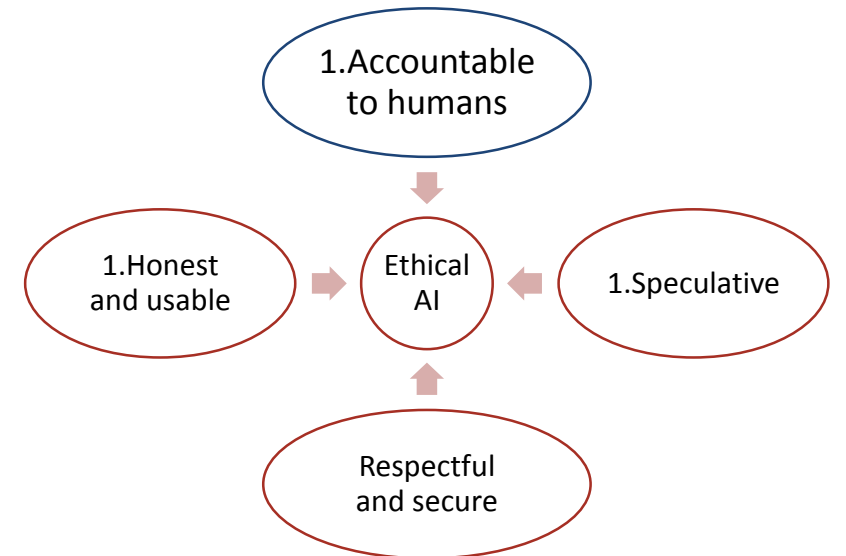 1.Accountable
to humans
1.Honest
and usable
Ethical
AI
1.Speculative
Respectful
and secure